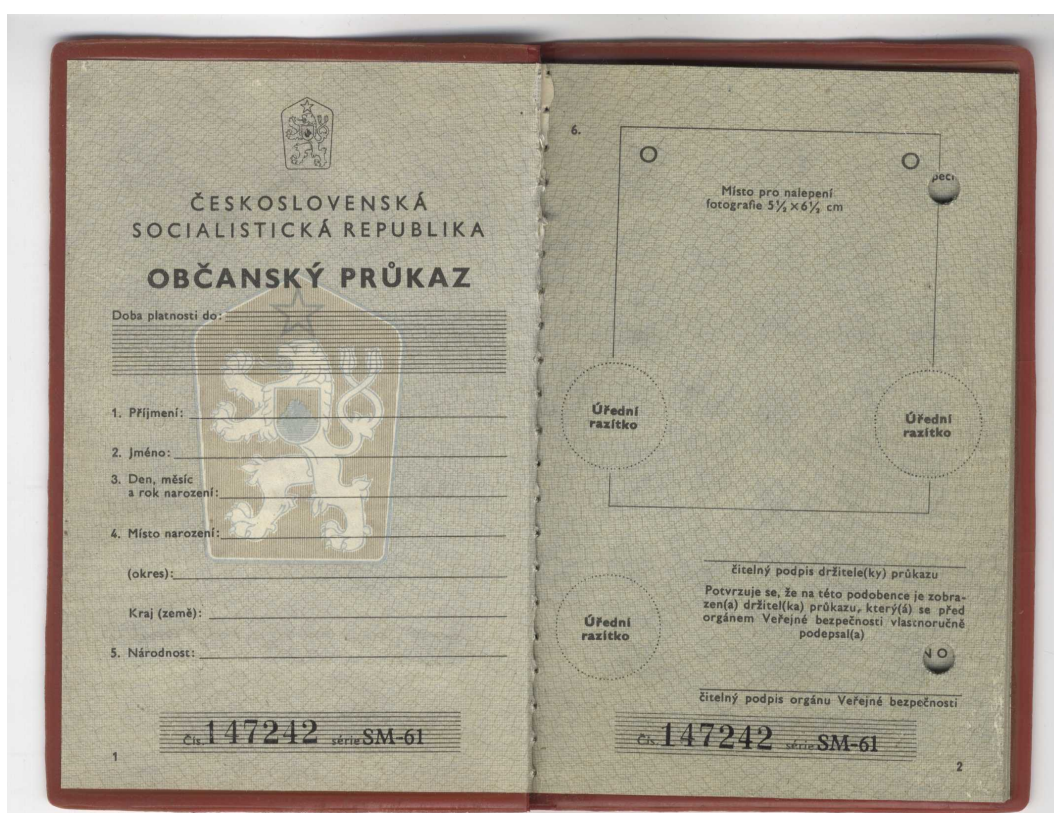 ČESKOSLOVENSKÁ
SOCIALISTICKÁ REPUBLIKA
OBČANSKÝ PRŮKAZ
Doba platnosti do:
1. Příjmení:
2. Jméno:
3. Den, měsíc
a rok narození:
4. Místo narození:
(okres):
Kraj (země):
5. Národnost:
Čís. 147242 série SM-61
1
6.
Místo pro nalepení
fotografie 5½×6½ cm
Úřední
razítko
Úřední
razítko
čitelný podpis držitele(ky) průkazu
Potvrzuje se, že na této podobence je zobra-
zen(a) držitel(ka) průkazu, který(á) se před
orgánem Veřejné bezpečnosti vlastnoručně
podepsal(a)
Úřední
razítko
čitelný podpis orgánu Veřejné bezpečnosti
Čís. 147242 série SM-61
2